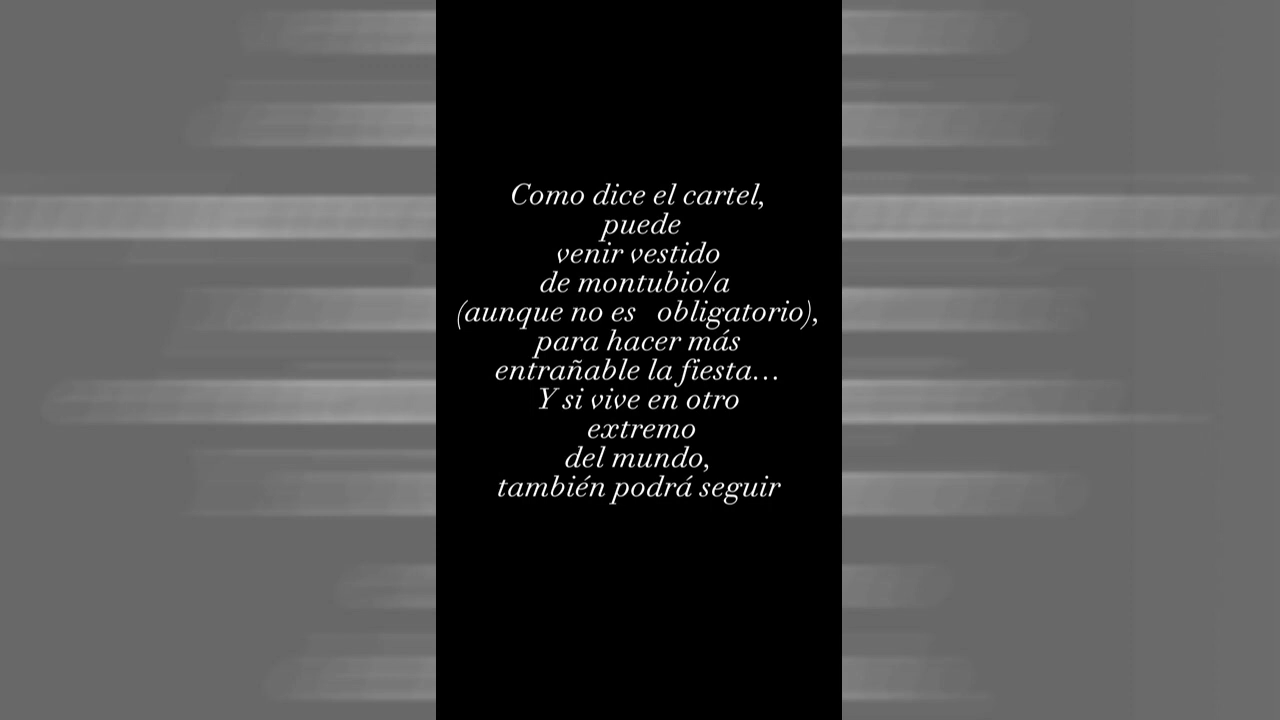 Como dice el cartel,
puede
venir vestido
de montubio/a
(aunque no es   obligatorio),
para hacer más
entrañable la fiesta...
Y si vive en otro
extremo
del mundo,
también podrá seguir